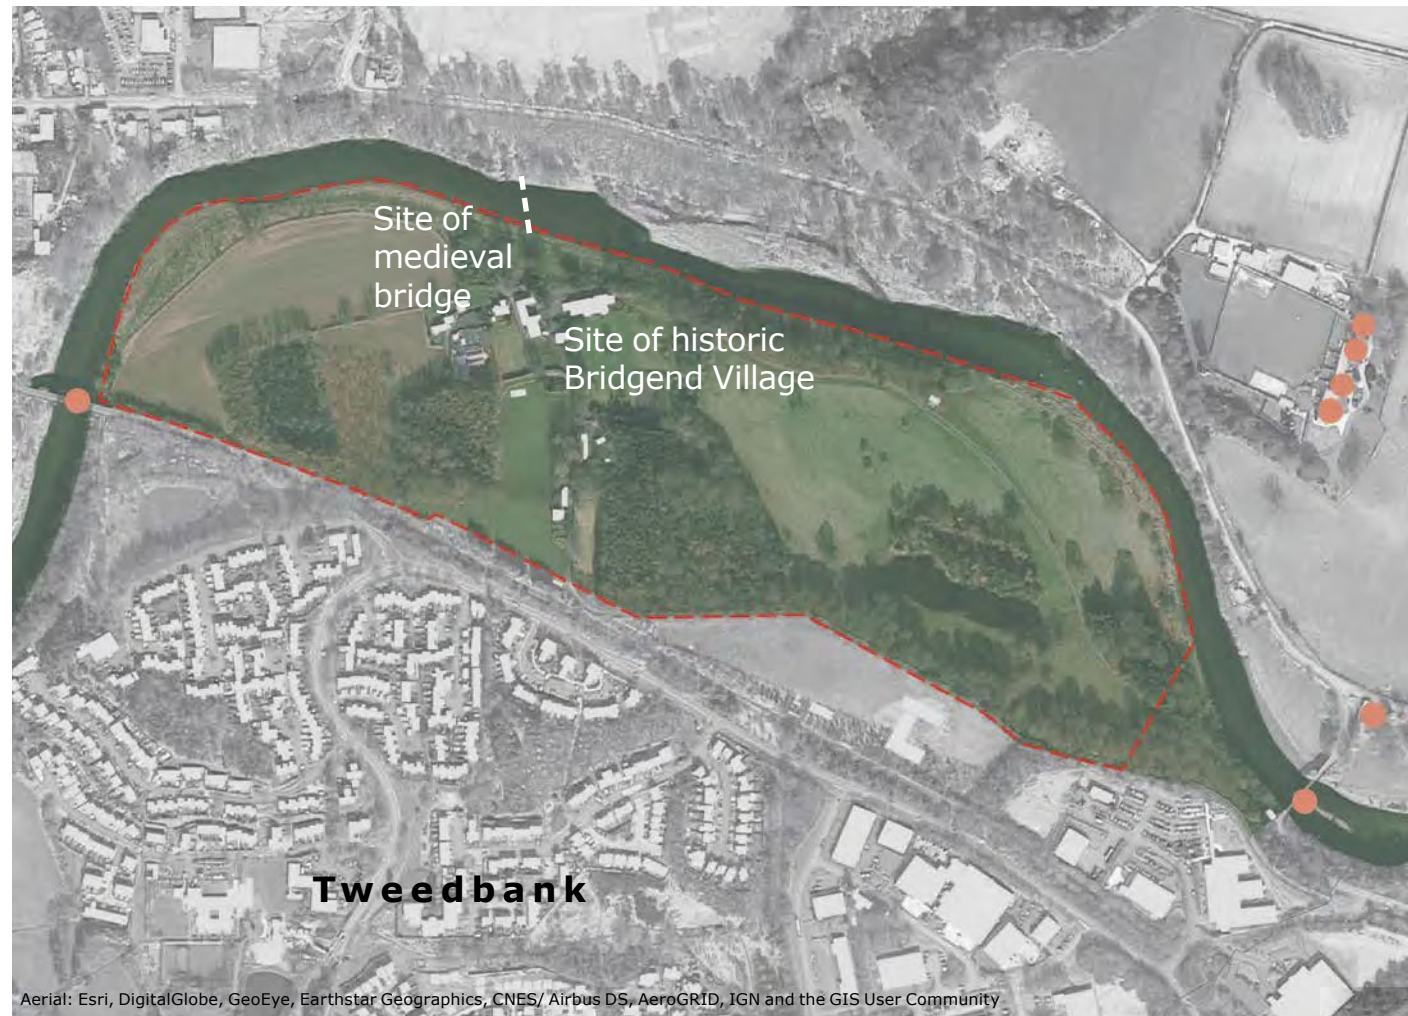 Site of
medieval
bridge
Site of historic
Bridgend Village
Tweedbank
Aerial: Esri, DigitalGlobe, GeoEye, Earthstar Geographics, CNES/ Airbus DS, AeroGRID, IGN and the GIS User Community